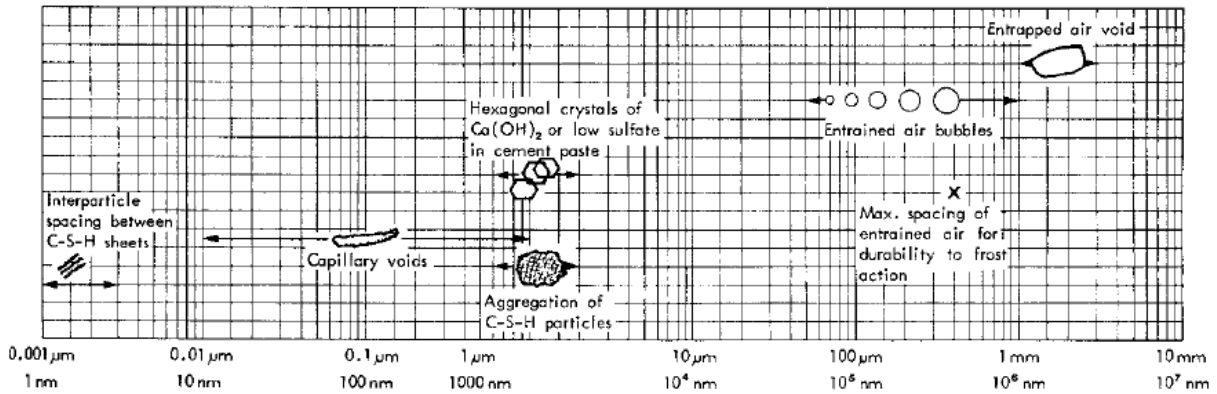 Entrapped air void
Hexagonal crystals of
Ca(OH)₂ or low sulfate
in cement paste
Entrained air bubbles
Interparticle
spacing between
C-S-H sheets
x
Max. spacing of
entrained air for
durability to frost
action
Capillary voids
Aggregation of
C-S-H particles
0.001 μm 0.01 μm 0.1 μm 1 μm 10 μm 100 μm 1 mm 10 mm
1 nm 10 nm 100 nm 1000 nm 10⁴ nm 10⁵ nm 10⁶ nm 10⁷ nm